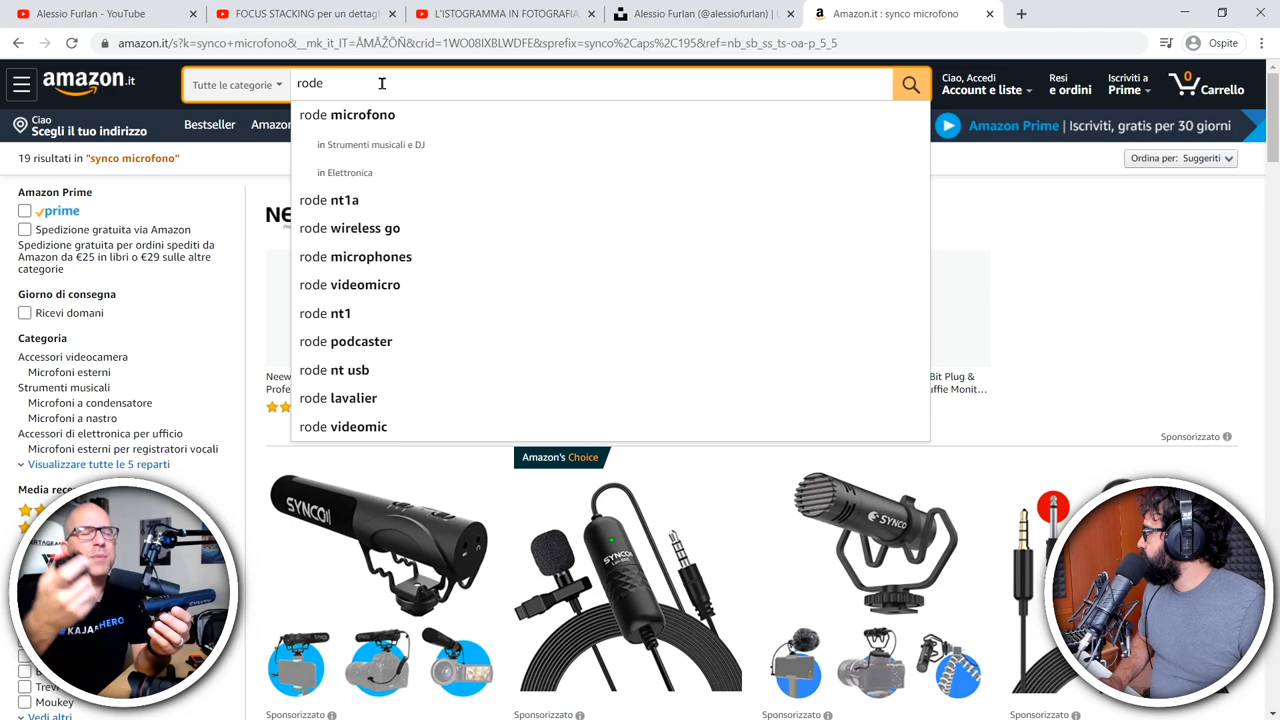 Alessio Furlan - YouTube
FOCUS STACKING per un dettagl
L'ISTOGRAMMA IN FOTOGRAFIA
Alessio Furlan (@alessiofurlan) | U
Amazon.it : synco microfono
amazon.it/s?k=synco+microfono&__mk_it_IT=ÅMÅŽÕÑ&crid=1WO08IXBLWDFE&sprefix=synco%2Caps%2C195&ref=nb_sb_ss_ts-oa-p_5_5
Ospite
amazon.it
Tutte le categorie
rode
Ciao, Accedi
Account e liste
Resi
e ordini
Iscriviti a
Prime
0
Carrello
Ciao
Scegli il tuo indirizzo
Bestseller
Amazon
Amazon Prime | Iscriviti, gratis per 30 giorni
19 risultati in "synco microfono"
Ordina per: Suggeriti
rode microfono
in Strumenti musicali e DJ
in Elettronica
rode nt1a
rode wireless go
rode microphones
rode videomicro
rode nt1
rode podcaster
rode nt usb
rode lavalier
rode videomic
Amazon Prime
prime
Spedizione gratuita via Amazon
Spedizione gratuita per ordini spediti da
Amazon da €25 in libri o €29 sulle altre
categorie
Giorno di consegna
Ricevi domani
Categoria
Accessori videocamera
Microfoni esterni
Strumenti musicali
Microfoni a condensatore
Microfoni a nastro
Accessori di elettronica per ufficio
Microfoni esterni per registratori vocali
Visualizzare tutte le 5 reparti
Media rece
Trevi
Moukey
Vedi altri
NE
Neew
Profe
Bit Plug &
uffie Monit...
Sponsorizzato
Amazon's Choice
SYNCO
SYNCO
SYNCO
#KAJABHERO
Sponsorizzato
Sponsorizzato
Sponsorizzato
Sponsorizzato